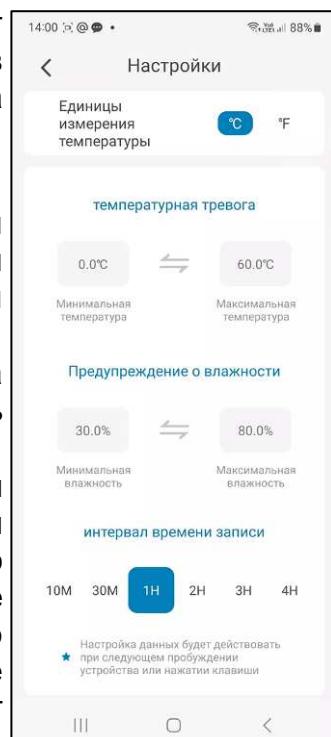 14:00
88%
Настройки
Единицы
измерения
температуры
°C °F
температурная тревога
0.0°C 60.0°C
Минимальная
температура
Максимальная
температура
Предупреждение о влажности
30.0% 80.0%
Минимальная
влажность
Максимальная
влажность
интервал времени записи
10M 30M 1H 2H 3H 4H
Настройка данных будет действовать
при следующем пробуждении
устройства или нажатии клавиши